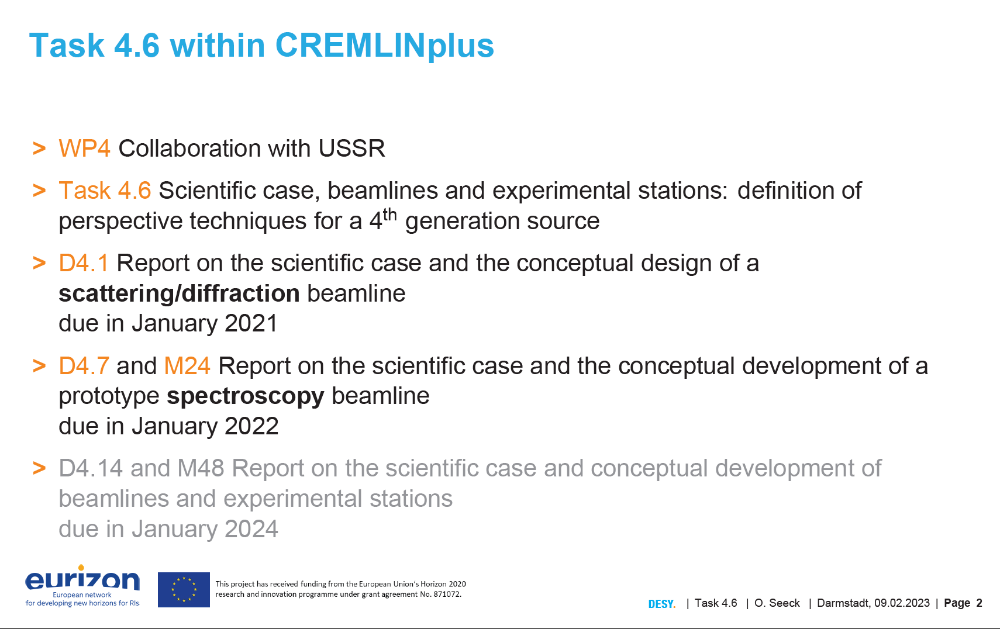 Task 4.6 within CREMLINplus
> WP4 Collaboration with USSR
> Task 4.6 Scientific case, beamlines and experimental stations: definition of
perspective techniques for a 4th generation source
> D4.1 Report on the scientific case and the conceptual design of a
scattering/diffraction beamline
due in January 2021
> D4.7 and M24 Report on the scientific case and the conceptual development of a
prototype spectroscopy beamline
due in January 2022
> D4.14 and M48 Report on the scientific case and conceptual development of
beamlines and experimental stations
due in January 2024
eurizon
European network
for developing new horizons for RIs
This project has received funding from the European Union's Horizon 2020
research and innovation programme under grant agreement No. 871072.
DESY. | Task 4.6 | O. Seeck | Darmstadt, 09.02.2023 | Page 2